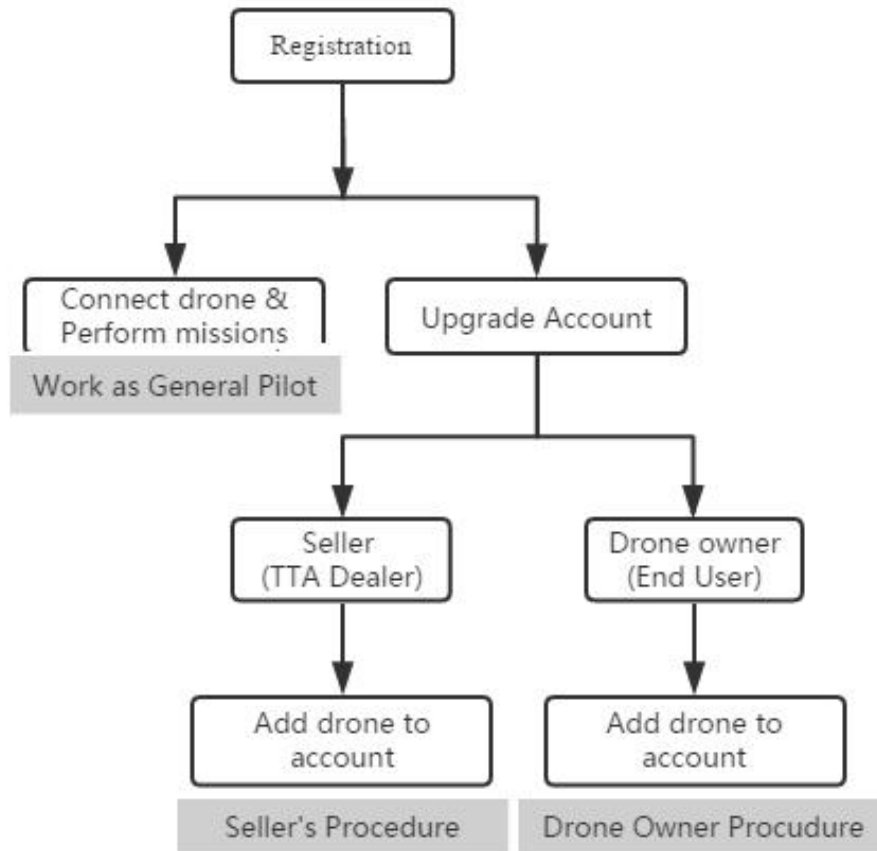 Registration
Connect drone &
Perform missions
Upgrade Account
Work as General Pilot
Seller
(TTA Dealer)
Drone owner
(End User)
Add drone to
account
Add drone to
account
Seller's Procedure
Drone Owner Procudure